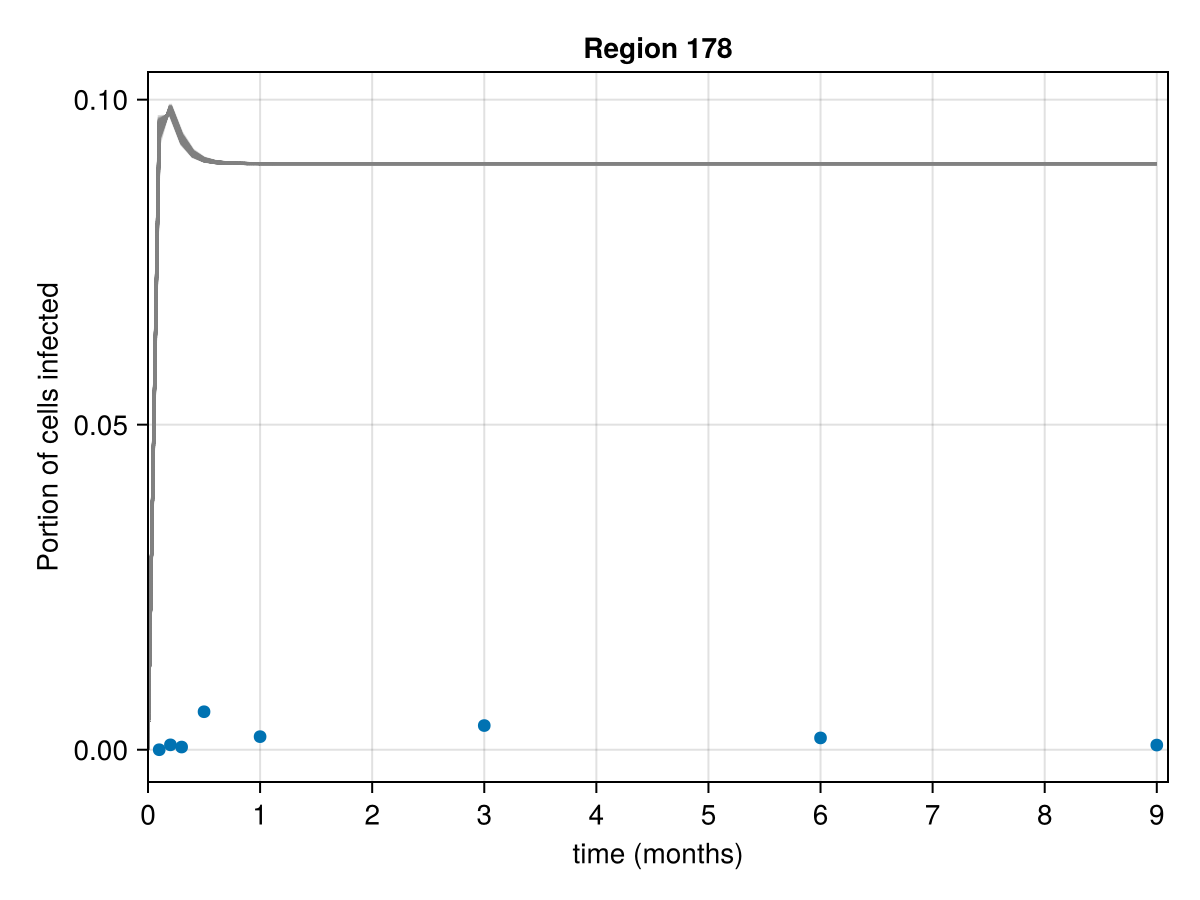 Region 178
0.10
0.05
0.00
Portion of cells infected
0 1 2 3 4 5 6 7 8 9
time (months)